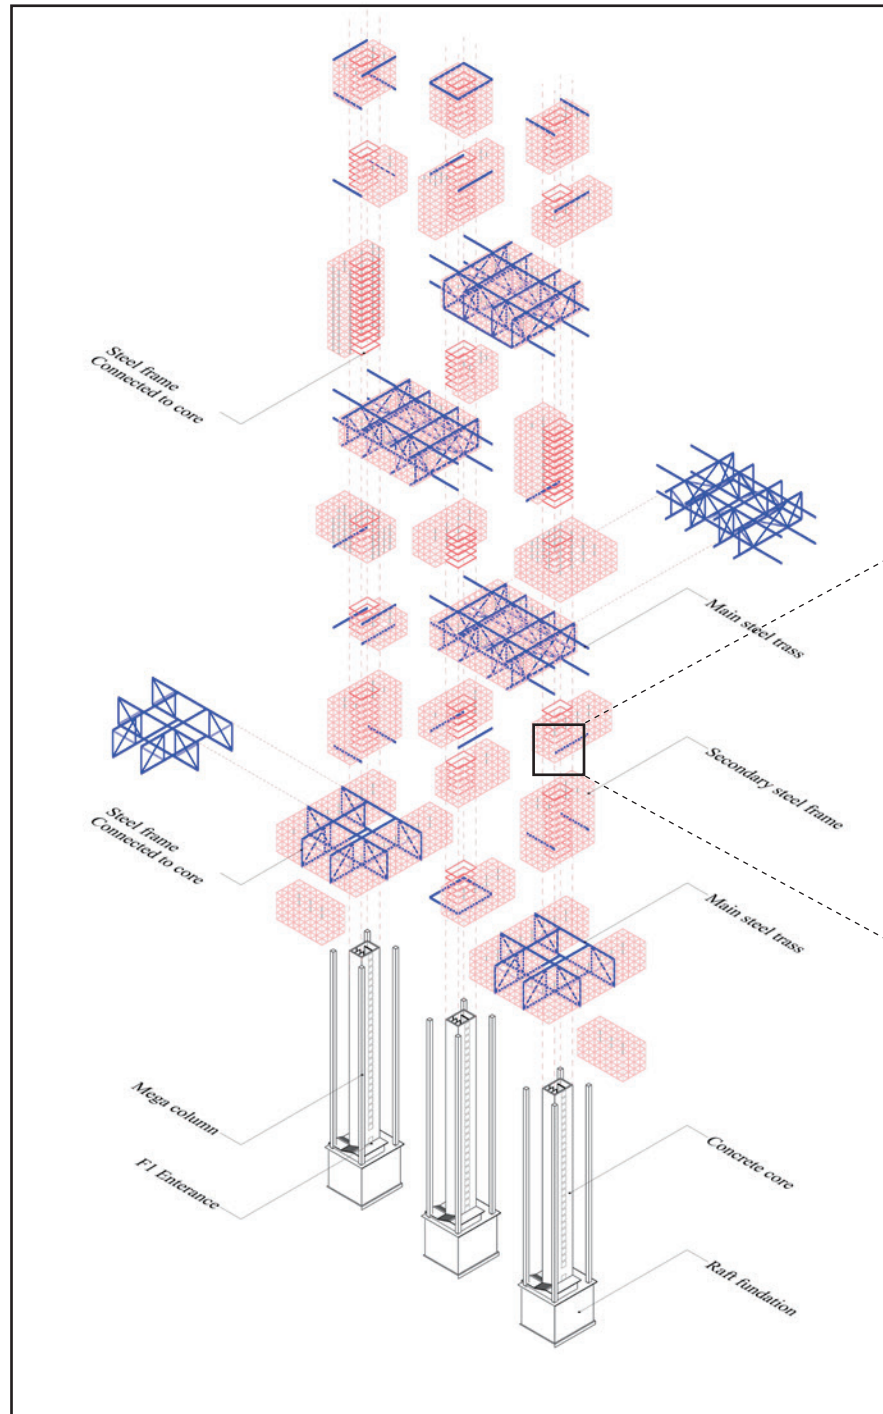 Steel frame
Connected to core
Main steel trass
Secondary steel frame
Steel frame
Connected to core
Main steel trass
Mega column
F1 Enterance
Concrete core
Raft fundation